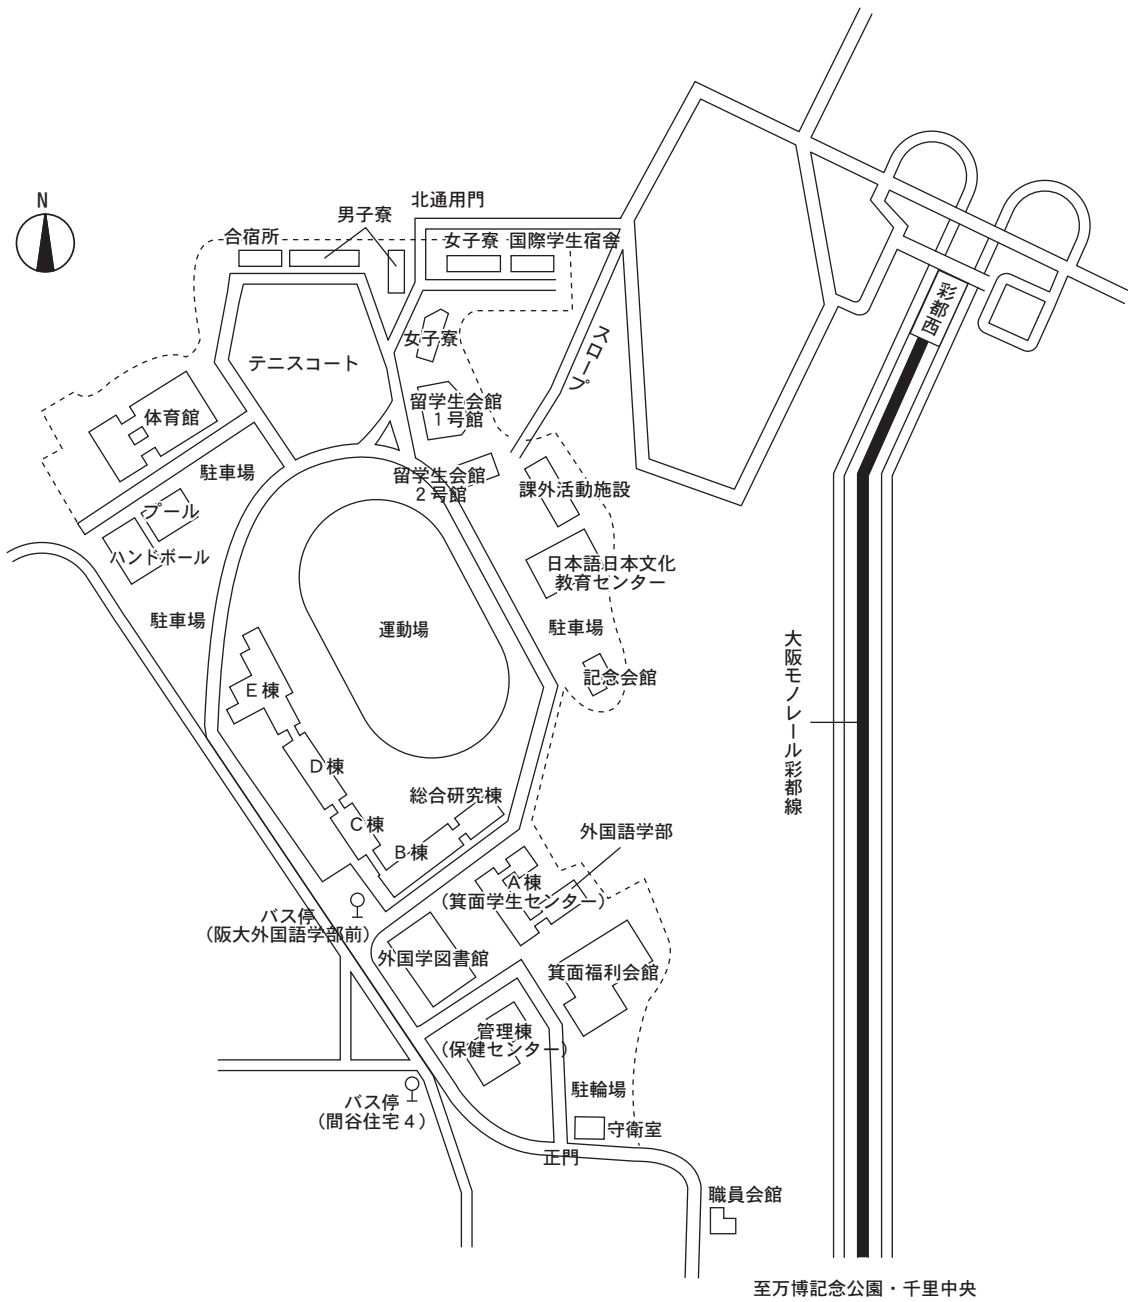 N
北通用門
男子寮
合宿所
女子寮
国際学生宿舎
彩都西
女子寮
スロープ
テニスコート
留学生会館
1号館
体育館
駐車場
留学生会館
2号館
課外活動施設
プール
ハンドボール
日本語日本文化
教育センター
駐車場
運動場
駐車場
大阪モノレール彩都線
記念会館
E棟
D棟
総合研究棟
C棟
外国語学部
B棟
A棟
(箕面学生センター)
バス停
(阪大外国語学部前)
外国学図書館
箕面福利会館
管理棟
(保健センター)
駐輪場
バス停
(間谷住宅4)
守衛室
正門
職員会館
至万博記念公園・千里中央